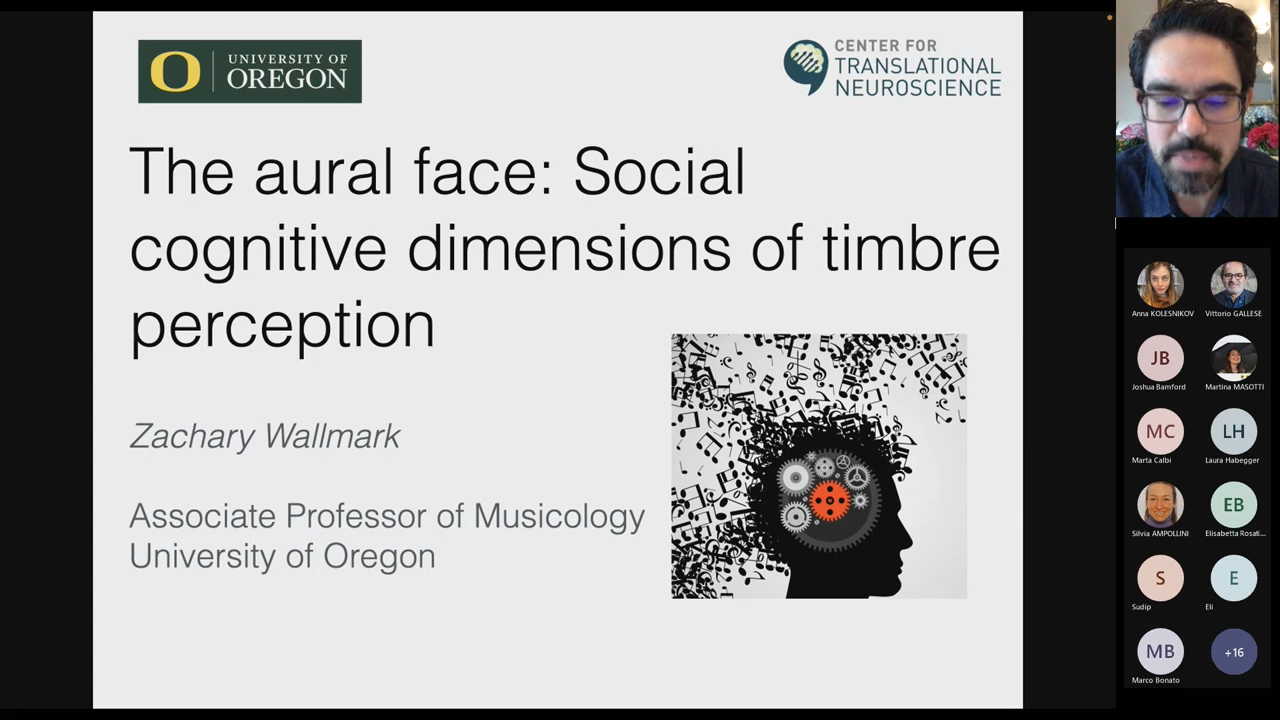 UNIVERSITY OF
OREGON
CENTER FOR
TRANSLATIONAL
NEUROSCIENCE
The aural face: Social
cognitive dimensions of timbre
perception
Zachary Wallmark
Associate Professor of Musicology
University of Oregon
Anna KOLESNIKOV
Vittorio GALLESE
JB
Joshua Bamford
Martina MASOTTI
MC
Marta Calbi
LH
Laura Habegger
Silvia AMPOLLINI
EB
Elisabetta Rosati...
S
Sudip
E
Eli
MB
Marco Bonato
+16